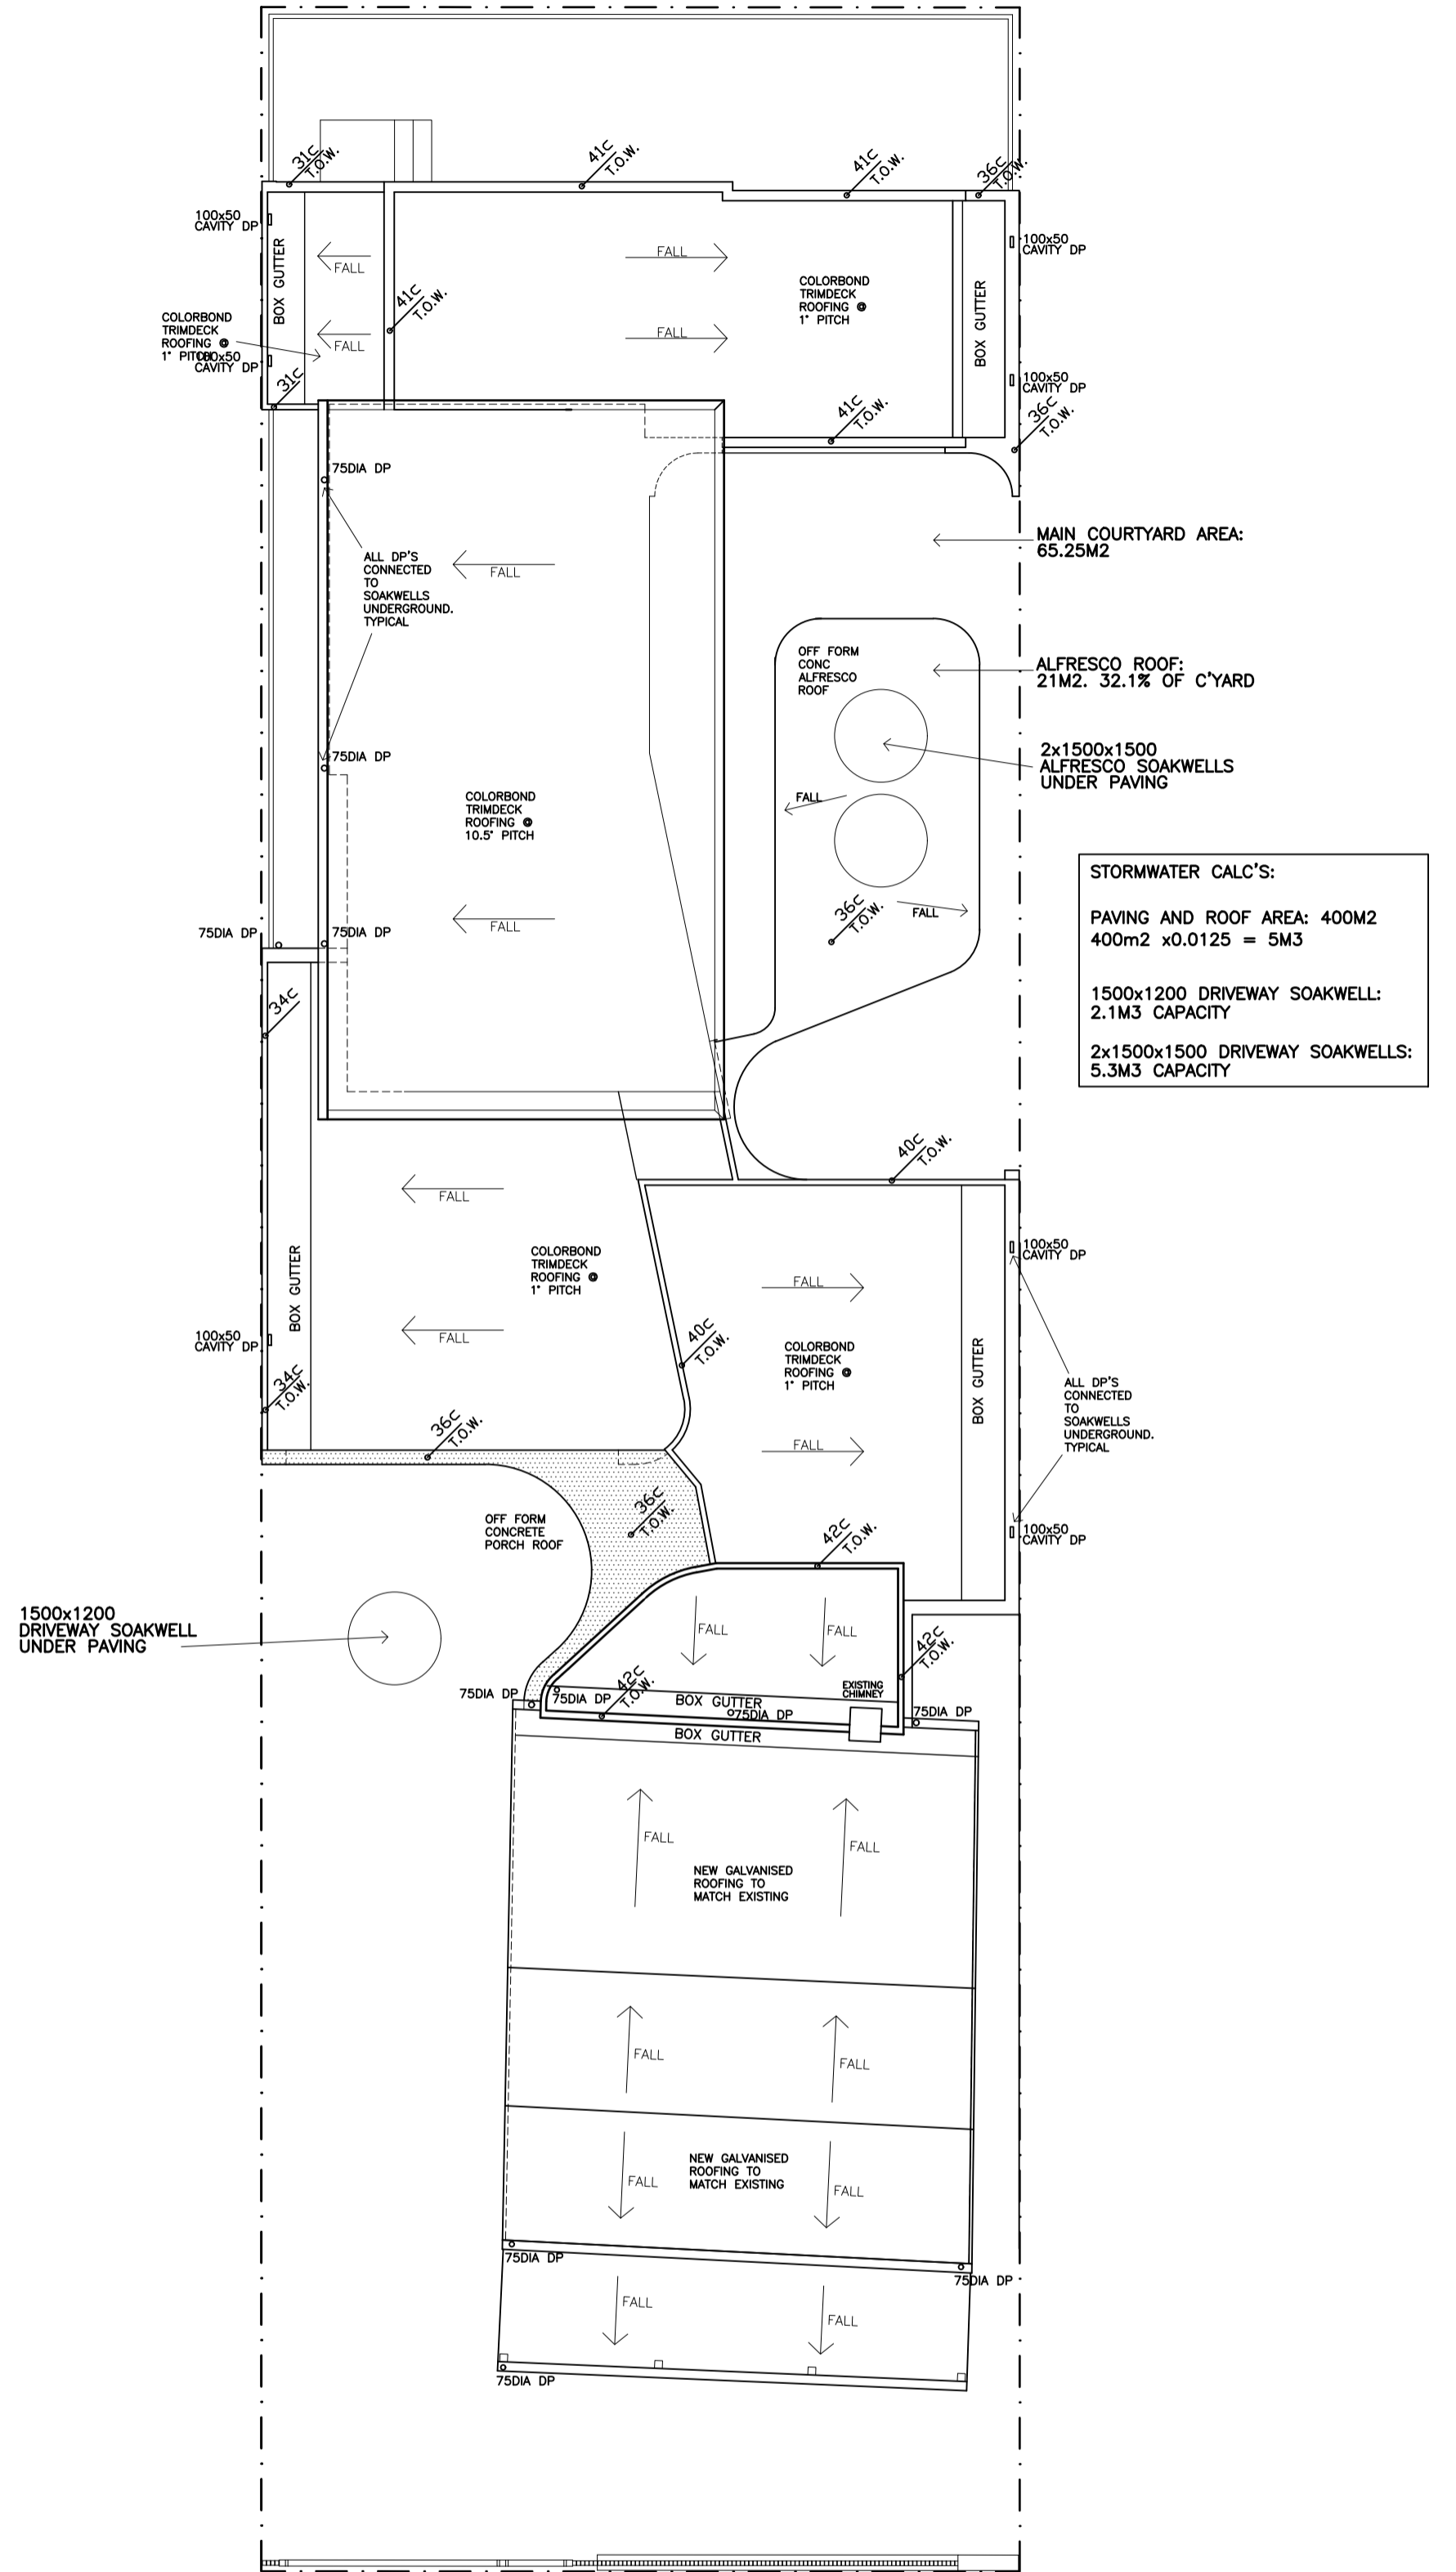 31c
T.O.W.
41c
T.O.W.
41c
T.O.W.
36c
T.O.W.
100x50
CAVITY DP
BOX GUTTER
FALL
FALL
100x50
CAVITY DP
COLORBOND
TRIMDECK
ROOFING @
1° PITCH
BOX GUTTER
41c
T.O.W.
COLORBOND
TRIMDECK
ROOFING @
1° PITCH
100x50
CAVITY DP
FALL
FALL
31c
100x50
CAVITY DP
41c
T.O.W.
36c
T.O.W.
75DIA DP
MAIN COURTYARD AREA:
65.25M2
ALL DP'S
CONNECTED
TO
SOAKWELLS
UNDERGROUND.
TYPICAL
FALL
OFF FORM
CONC
ALFRESCO
ROOF
ALFRESCO ROOF:
21M2. 32.1% OF C'YARD
75DIA DP
2x1500x1500
ALFRESCO SOAKWELLS
UNDER PAVING
COLORBOND
TRIMDECK
ROOFING @
10.5° PITCH
FALL
STORMWATER CALC'S:
PAVING AND ROOF AREA: 400M2
400m2 x0.0125 = 5M3
1500x1200 DRIVEWAY SOAKWELL:
2.1M3 CAPACITY
2x1500x1500 DRIVEWAY SOAKWELLS:
5.3M3 CAPACITY
36c
T.O.W.
FALL
75DIA DP
75DIA DP
FALL
34c
40c
T.O.W.
FALL
BOX GUTTER
COLORBOND
TRIMDECK
ROOFING @
1° PITCH
100x50
CAVITY DP
FALL
FALL
100x50
CAVITY DP
40c
T.O.W.
COLORBOND
TRIMDECK
ROOFING @
1° PITCH
BOX GUTTER
34c
T.O.W.
ALL DP'S
CONNECTED
TO
SOAKWELLS
UNDERGROUND.
TYPICAL
36c
T.O.W.
FALL
36c
T.O.W.
OFF FORM
CONCRETE
PORCH ROOF
42c
T.O.W.
100x50
CAVITY DP
1500x1200
DRIVEWAY SOAKWELL
UNDER PAVING
FALL
FALL
42c
T.O.W.
42c
T.O.W.
EXISTING
CHIMNEY
75DIA DP
75DIA DP
BOX GUTTER
75DIA DP
75DIA DP
BOX GUTTER
FALL
FALL
NEW GALVANISED
ROOFING TO
MATCH EXISTING
FALL
FALL
NEW GALVANISED
ROOFING TO
MATCH EXISTING
FALL
FALL
75DIA DP
75DIA DP
FALL
FALL
75DIA DP